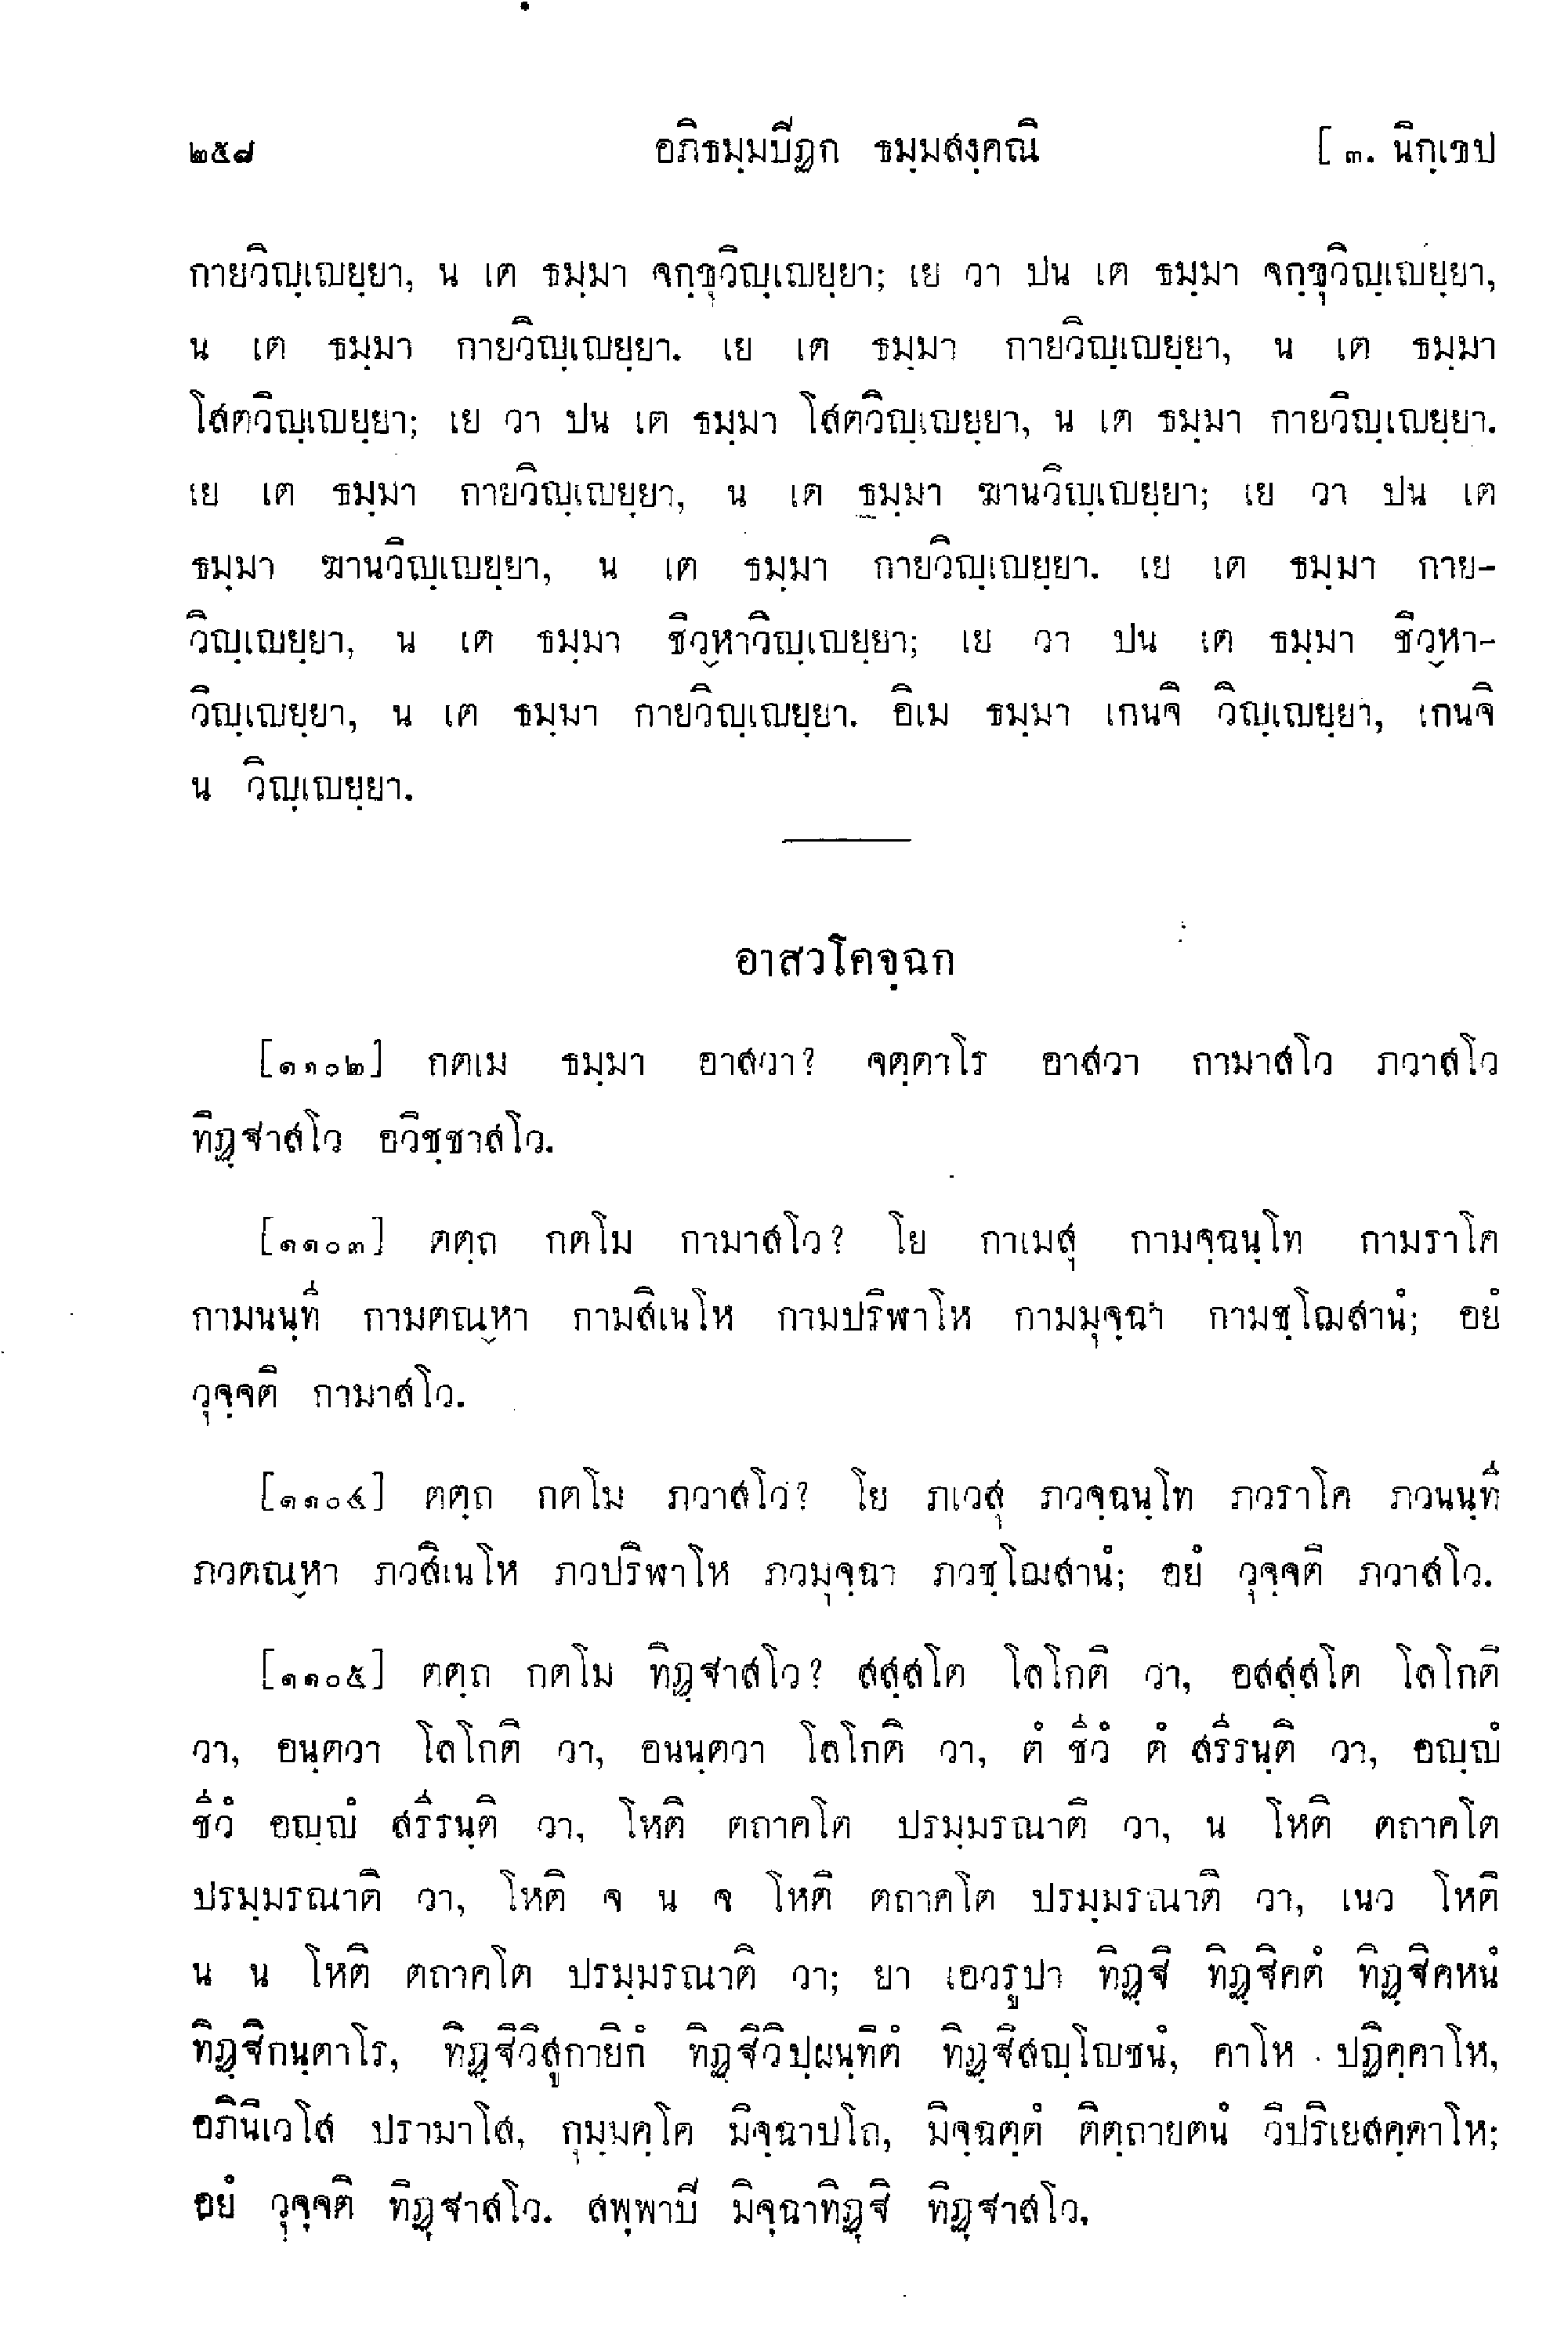 ๒๕๘ อภิธมฺมปิฏก ธมฺมสงฺคณิ [ ๓. นิกฺเขป
กายวิญฺเญยฺยา, น เต ธมฺมา จกฺขุวิญฺเญยฺยา; เย วา ปน เต ธมฺมา จกฺขุวิญฺเญยฺยา,
น เต ธมฺมา กายวิญฺเญยฺยา. เย เต ธมฺมา กายวิญฺเญยฺยา, น เต ธมฺมา
โสตวิญฺเญยฺยา; เย วา ปน เต ธมฺมา โสตวิญฺเญยฺยา, น เต ธมฺมา กายวิญฺเญยฺยา.
เย เต ธมฺมา กายวิญฺเญยฺยา, น เต ธมฺมา ฆานวิญฺเญยฺยา; เย วา ปน เต
ธมฺมา ฆานวิญฺเญยฺยา, น เต ธมฺมา กายวิญฺเญยฺยา. เย เต ธมฺมา กาย-
วิญฺเญยฺยา, น เต ธมฺมา ชิวฺหาวิญฺเญยฺยา; เย วา ปน เต ธมฺมา ชิวฺหา-
วิญฺเญยฺยา, น เต ธมฺมา กายวิญฺเญยฺยา. อิเม ธมฺมา เกนจิ วิญฺเญยฺยา, เกนจิ
น วิญฺเญยฺยา.
อาสวโคจฺฉก
[๑๑๐๒] กตเม ธมฺมา อาสวา? จตฺตาโร อาสวา กามาสโว ภวาสโว
ทิฏฺฐาสโว อวิชฺชาสโว.
[๑๑๐๓] ตตฺถ กตโม กามาสโว? โย กาเมสุ กามจฺฉนฺโท กามราโค
กามนนฺที กามตณฺหา กามสิเนโห กามปริฬาโห กามมุจฺฉา กามชฺโฌสานํ; อยํ
วุจฺจติ กามาสโว.
[๑๑๐๔] ตตฺถ กตโม ภวาสโว? โย ภเวสุ ภวจฺฉนฺโท ภวราโค ภวนนฺที
ภวตณฺหา ภวสิเนโห ภวปริฬาโห ภวมุจฺฉา ภวชฺโฌสานํ; อยํ วุจฺจติ ภวาสโว.
[๑๑๐๕] ตตฺถ กตโม ทิฏฺฐาสโว? สสฺสโต โลโกติ วา, อสสฺสโต โลโกติ
วา, อนฺตวา โลโกติ วา, อนนฺตวา โลโกติ วา, ตํ ชีวํ ตํ สรีรนฺติ วา, อญฺญํ
ชีวํ อญฺญํ สรีรนฺติ วา, โหติ ตถาคโต ปรมฺมรณาติ วา, น โหติ ตถาคโต
ปรมฺมรณาติ วา, โหติ จ น จ โหติ ตถาคโต ปรมฺมรณาติ วา, เนว โหติ
น น โหติ ตถาคโต ปรมฺมรณาติ วา; ยา เอวรูปา ทิฏฺฐิ ทิฏฺฐิคตํ ทิฏฺฐิคหนํ
ทิฏฺฐิกนฺตาโร, ทิฏฺฐิวิสูกายิกํ ทิฏฺฐิวิปฺผนฺทิตํ ทิฏฺฐิสญฺโญชนํ, คาโห ปฏิคฺคาโห,
อภินิเวโส ปรามาโส, กุมฺมคฺโค มิจฺฉาปโถ, มิจฺฉตฺตํ ติตฺถายตนํ วิปริเยสคฺคาโห;
อยํ วุจฺจติ ทิฏฺฐาสโว. สพฺพาปิ มิจฺฉาทิฏฺฐิ ทิฏฺฐาสโว.